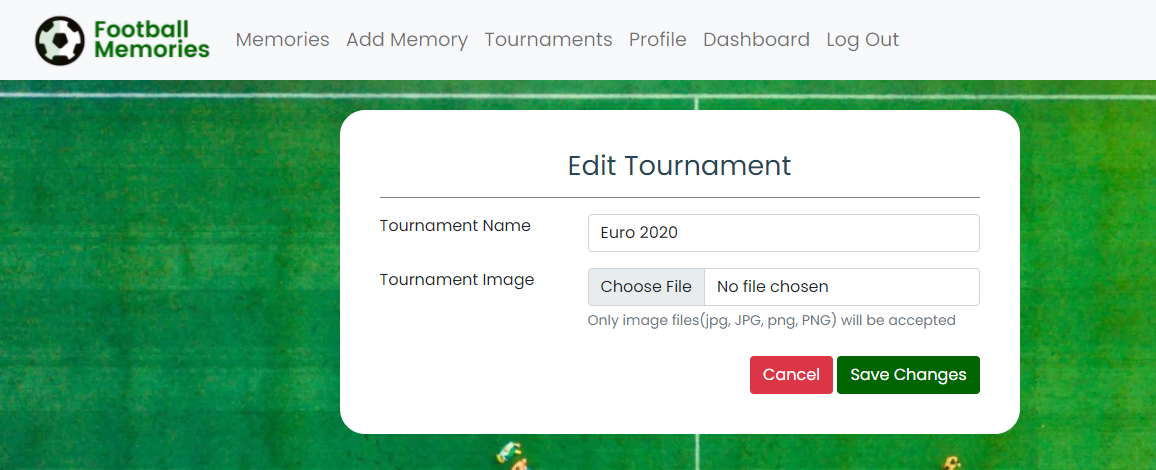 Football
Memories
Memories Add Memory Tournaments Profile Dashboard Log Out
Edit Tournament
Tournament Name
Euro 2020
Tournament Image
Choose File No file chosen
Only image files(jpg, JPG, png, PNG) will be accepted
Cancel Save Changes